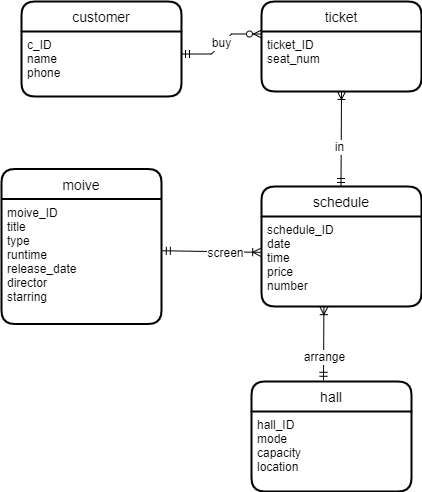 customer
c_ID
name
phone
buy
ticket
ticket_ID
seat_num
in
moive
moive_ID
title
type
runtime
release_date
director
starring
screen
schedule
schedule_ID
date
time
price
number
arrange
hall
hall_ID
mode
capacity
location